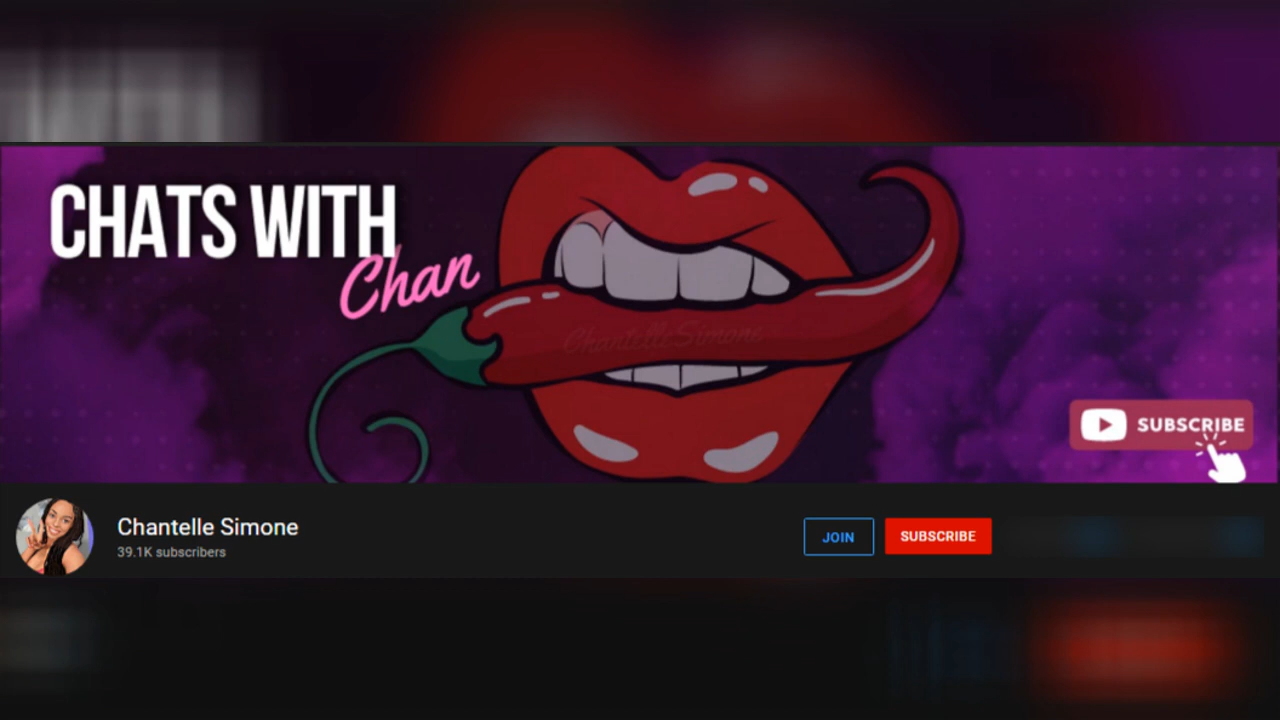 CHATS WITH
Chan
ChantelleSimone
SUBSCRIBE
Chantelle Simone
39.1K subscribers
JOIN
SUBSCRIBE